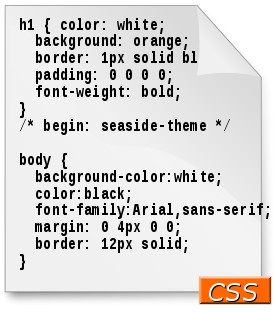 h1 { color: white;
  background: orange;
  border: 1px solid bl
  padding: 0 0 0 0;
  font-weight: bold;
}
/* begin: seaside-theme */

body {
  background-color:white;
  color:black;
  font-family:Arial,sans-serif;
  margin: 0 4px 0 0;
  border: 12px solid;
}
CSS